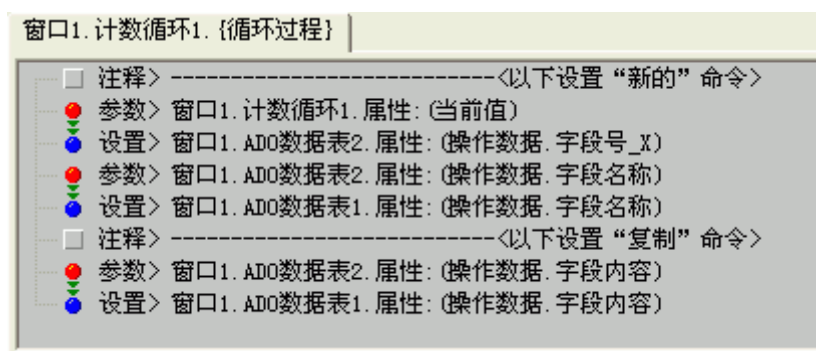 窗口1.计数循环1.{循环过程}
注释> ---------------------------<以下设置“新的”命令>
参数> 窗口1.计数循环1.属性:(当前值)
设置> 窗口1.ADO数据表2.属性:(操作数据.字段号_X)
参数> 窗口1.ADO数据表2.属性:(操作数据.字段名称)
设置> 窗口1.ADO数据表1.属性:(操作数据.字段名称)
注释> ---------------------------<以下设置“复制”命令>
参数> 窗口1.ADO数据表2.属性:(操作数据.字段内容)
设置> 窗口1.ADO数据表1.属性:(操作数据.字段内容)